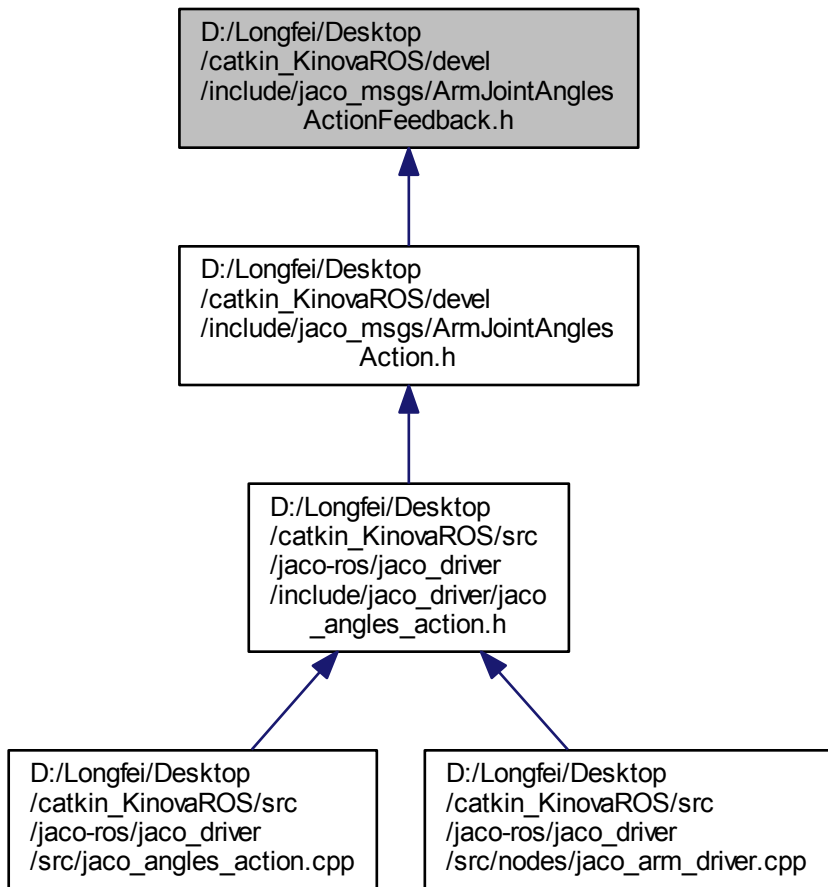 D:/Longfei/Desktop
/catkin_KinovaROS/devel
/include/jaco_msgs/ArmJointAngles
ActionFeedback.h
D:/Longfei/Desktop
/catkin_KinovaROS/devel
/include/jaco_msgs/ArmJointAngles
Action.h
D:/Longfei/Desktop
/catkin_KinovaROS/src
/jaco-ros/jaco_driver
/include/jaco_driver/jaco
_angles_action.h
D:/Longfei/Desktop
/catkin_KinovaROS/src
/jaco-ros/jaco_driver
/src/jaco_angles_action.cpp
D:/Longfei/Desktop
/catkin_KinovaROS/src
/jaco-ros/jaco_driver
/src/nodes/jaco_arm_driver.cpp